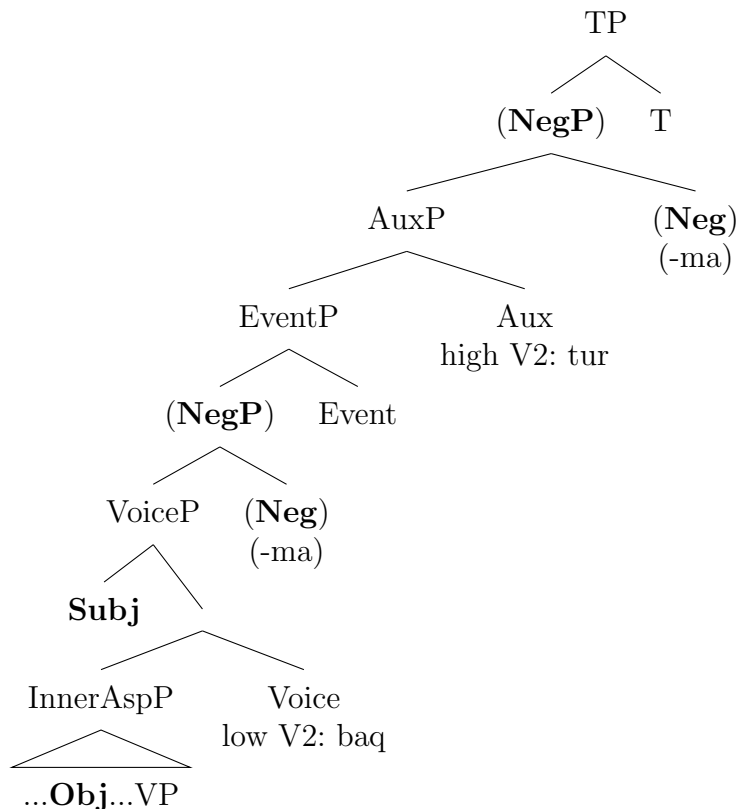 TP
(NegP) T
AuxP (Neg)
(-ma)
EventP Aux
high V2: tur
(NegP) Event
VoiceP (Neg)
(-ma)
Subj
InnerAspP Voice
low V2: baq
...Obj...VP